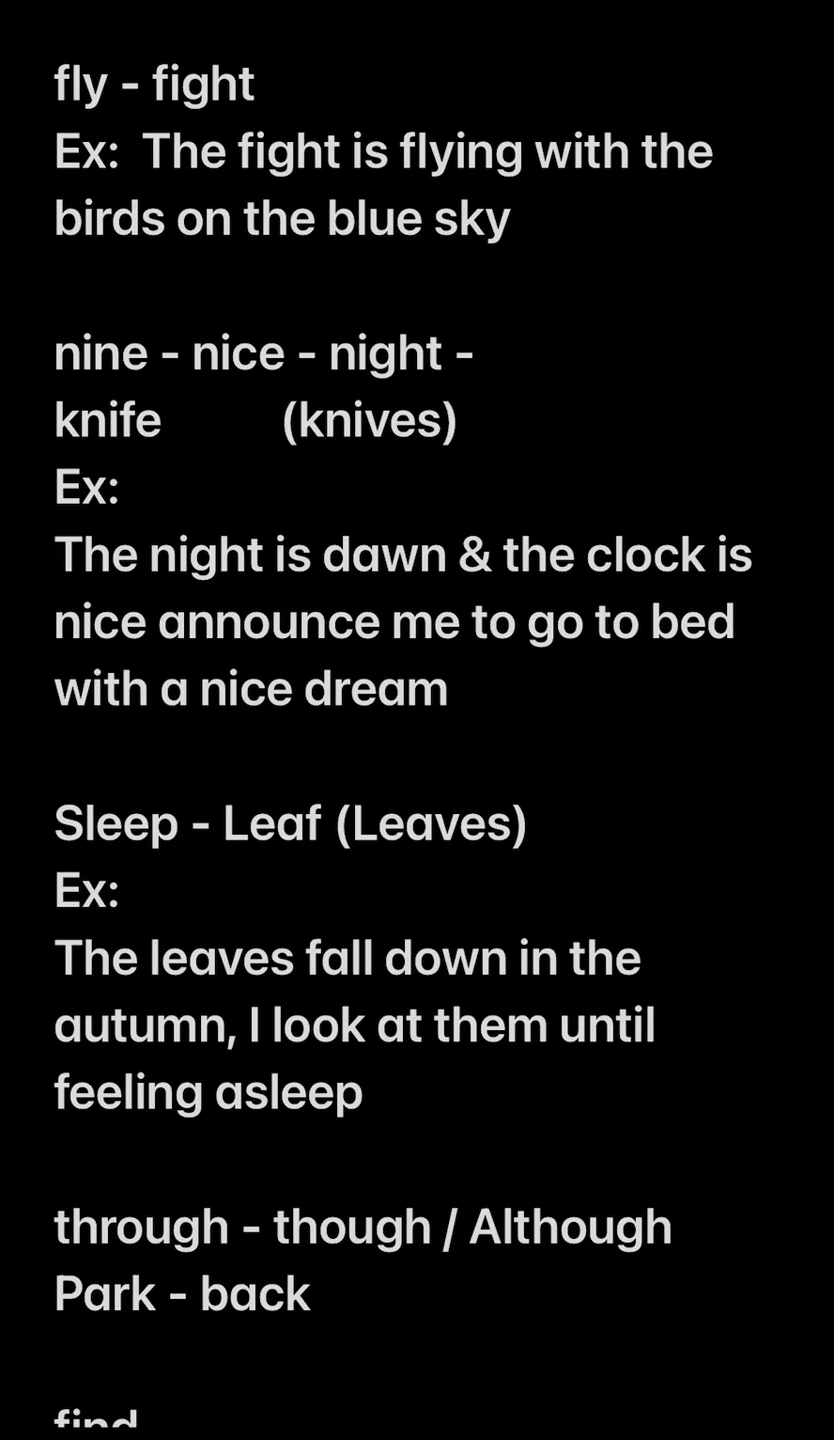 fly - fight
Ex:  The fight is flying with the
birds on the blue sky
nine - nice - night -
knife          (knives)
Ex:
The night is dawn & the clock is
nice announce me to go to bed
with a nice dream
Sleep - Leaf (Leaves)
Ex:
The leaves fall down in the
autumn, I look at them until
feeling asleep
through - though / Although
Park - back
find